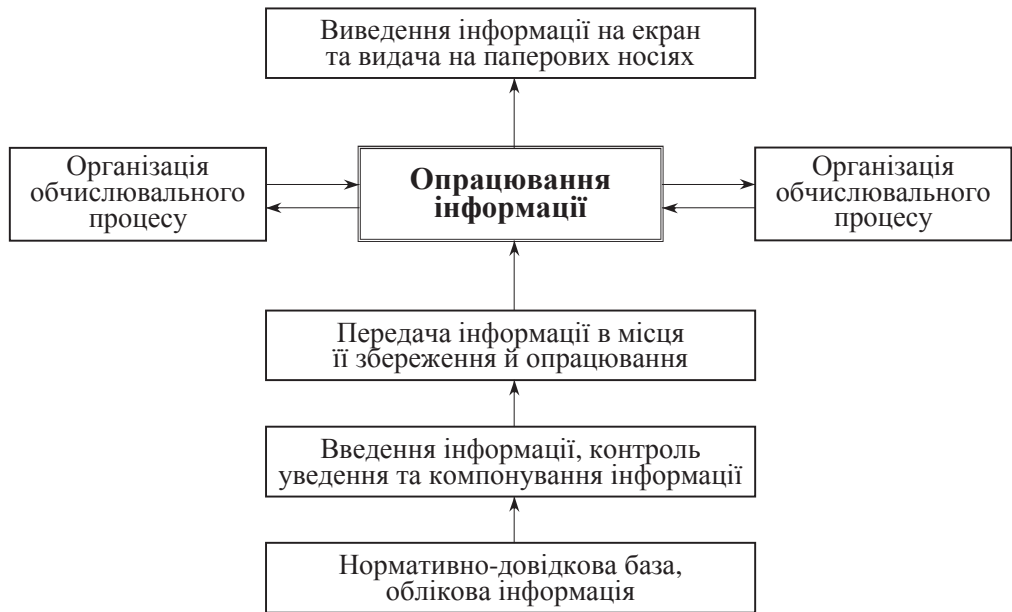 Виведення інформації на екран
та видача на паперових носіях
Організація
обчислювального
процесу
Опрацювання
інформації
Організація
обчислювального
процесу
Передача інформації в місця
її збереження й опрацювання
Введення інформації, контроль
уведення та компонування інформації
Нормативно-довідкова база,
облікова інформація